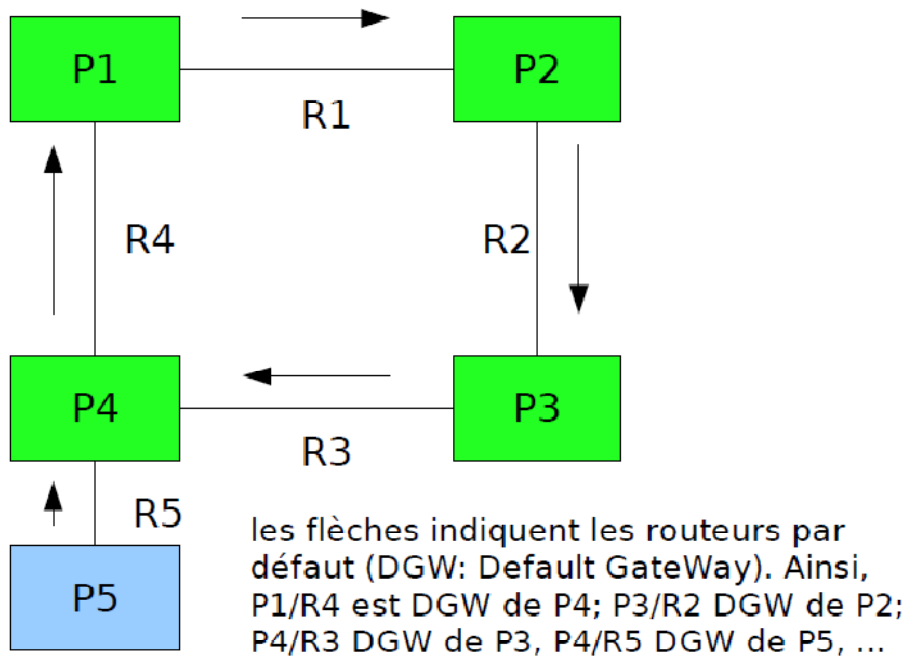 P1
P2
R1
R4
R2
P4
P3
R3
R5
P5
les flèches indiquent les routeurs par
défaut (DGW: Default GateWay). Ainsi,
P1/R4 est DGW de P4; P3/R2 DGW de P2;
P4/R3 DGW de P3, P4/R5 DGW de P5, ...